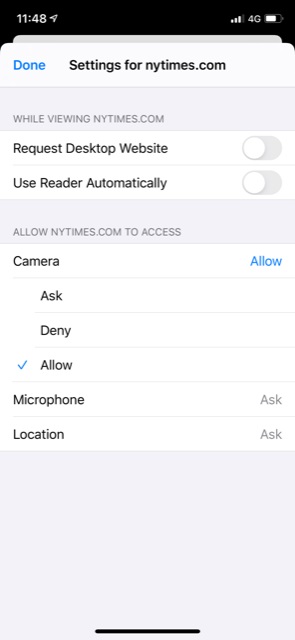 11:48 4G
Done Settings for nytimes.com
WHILE VIEWING NYTIMES.COM
Request Desktop Website
Use Reader Automatically
ALLOW NYTIMES.COM TO ACCESS
Camera Allow
Ask
Deny
Allow
Microphone Ask
Location Ask